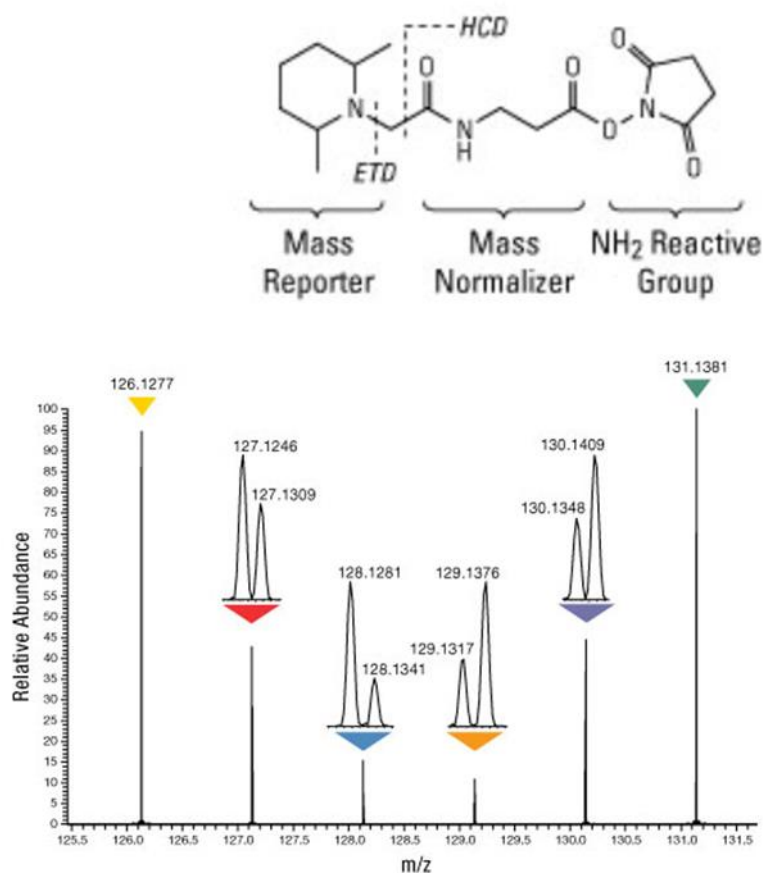 HCD
O
O
O
N
N
H
O
N
O
ETD
Mass
Reporter
Mass
Normalizer
NH2 Reactive
Group
126.1277
131.1381
127.1246
127.1309
130.1409
130.1348
128.1281
128.1341
129.1376
129.1317
Relative Abundance
100
95
90
85
80
75
70
65
60
55
50
45
40
35
30
25
20
15
10
5
0
125.5 126.0 126.5 127.0 127.5 128.0 128.5 129.0 129.5 130.0 130.5 131.0 131.5
m/z